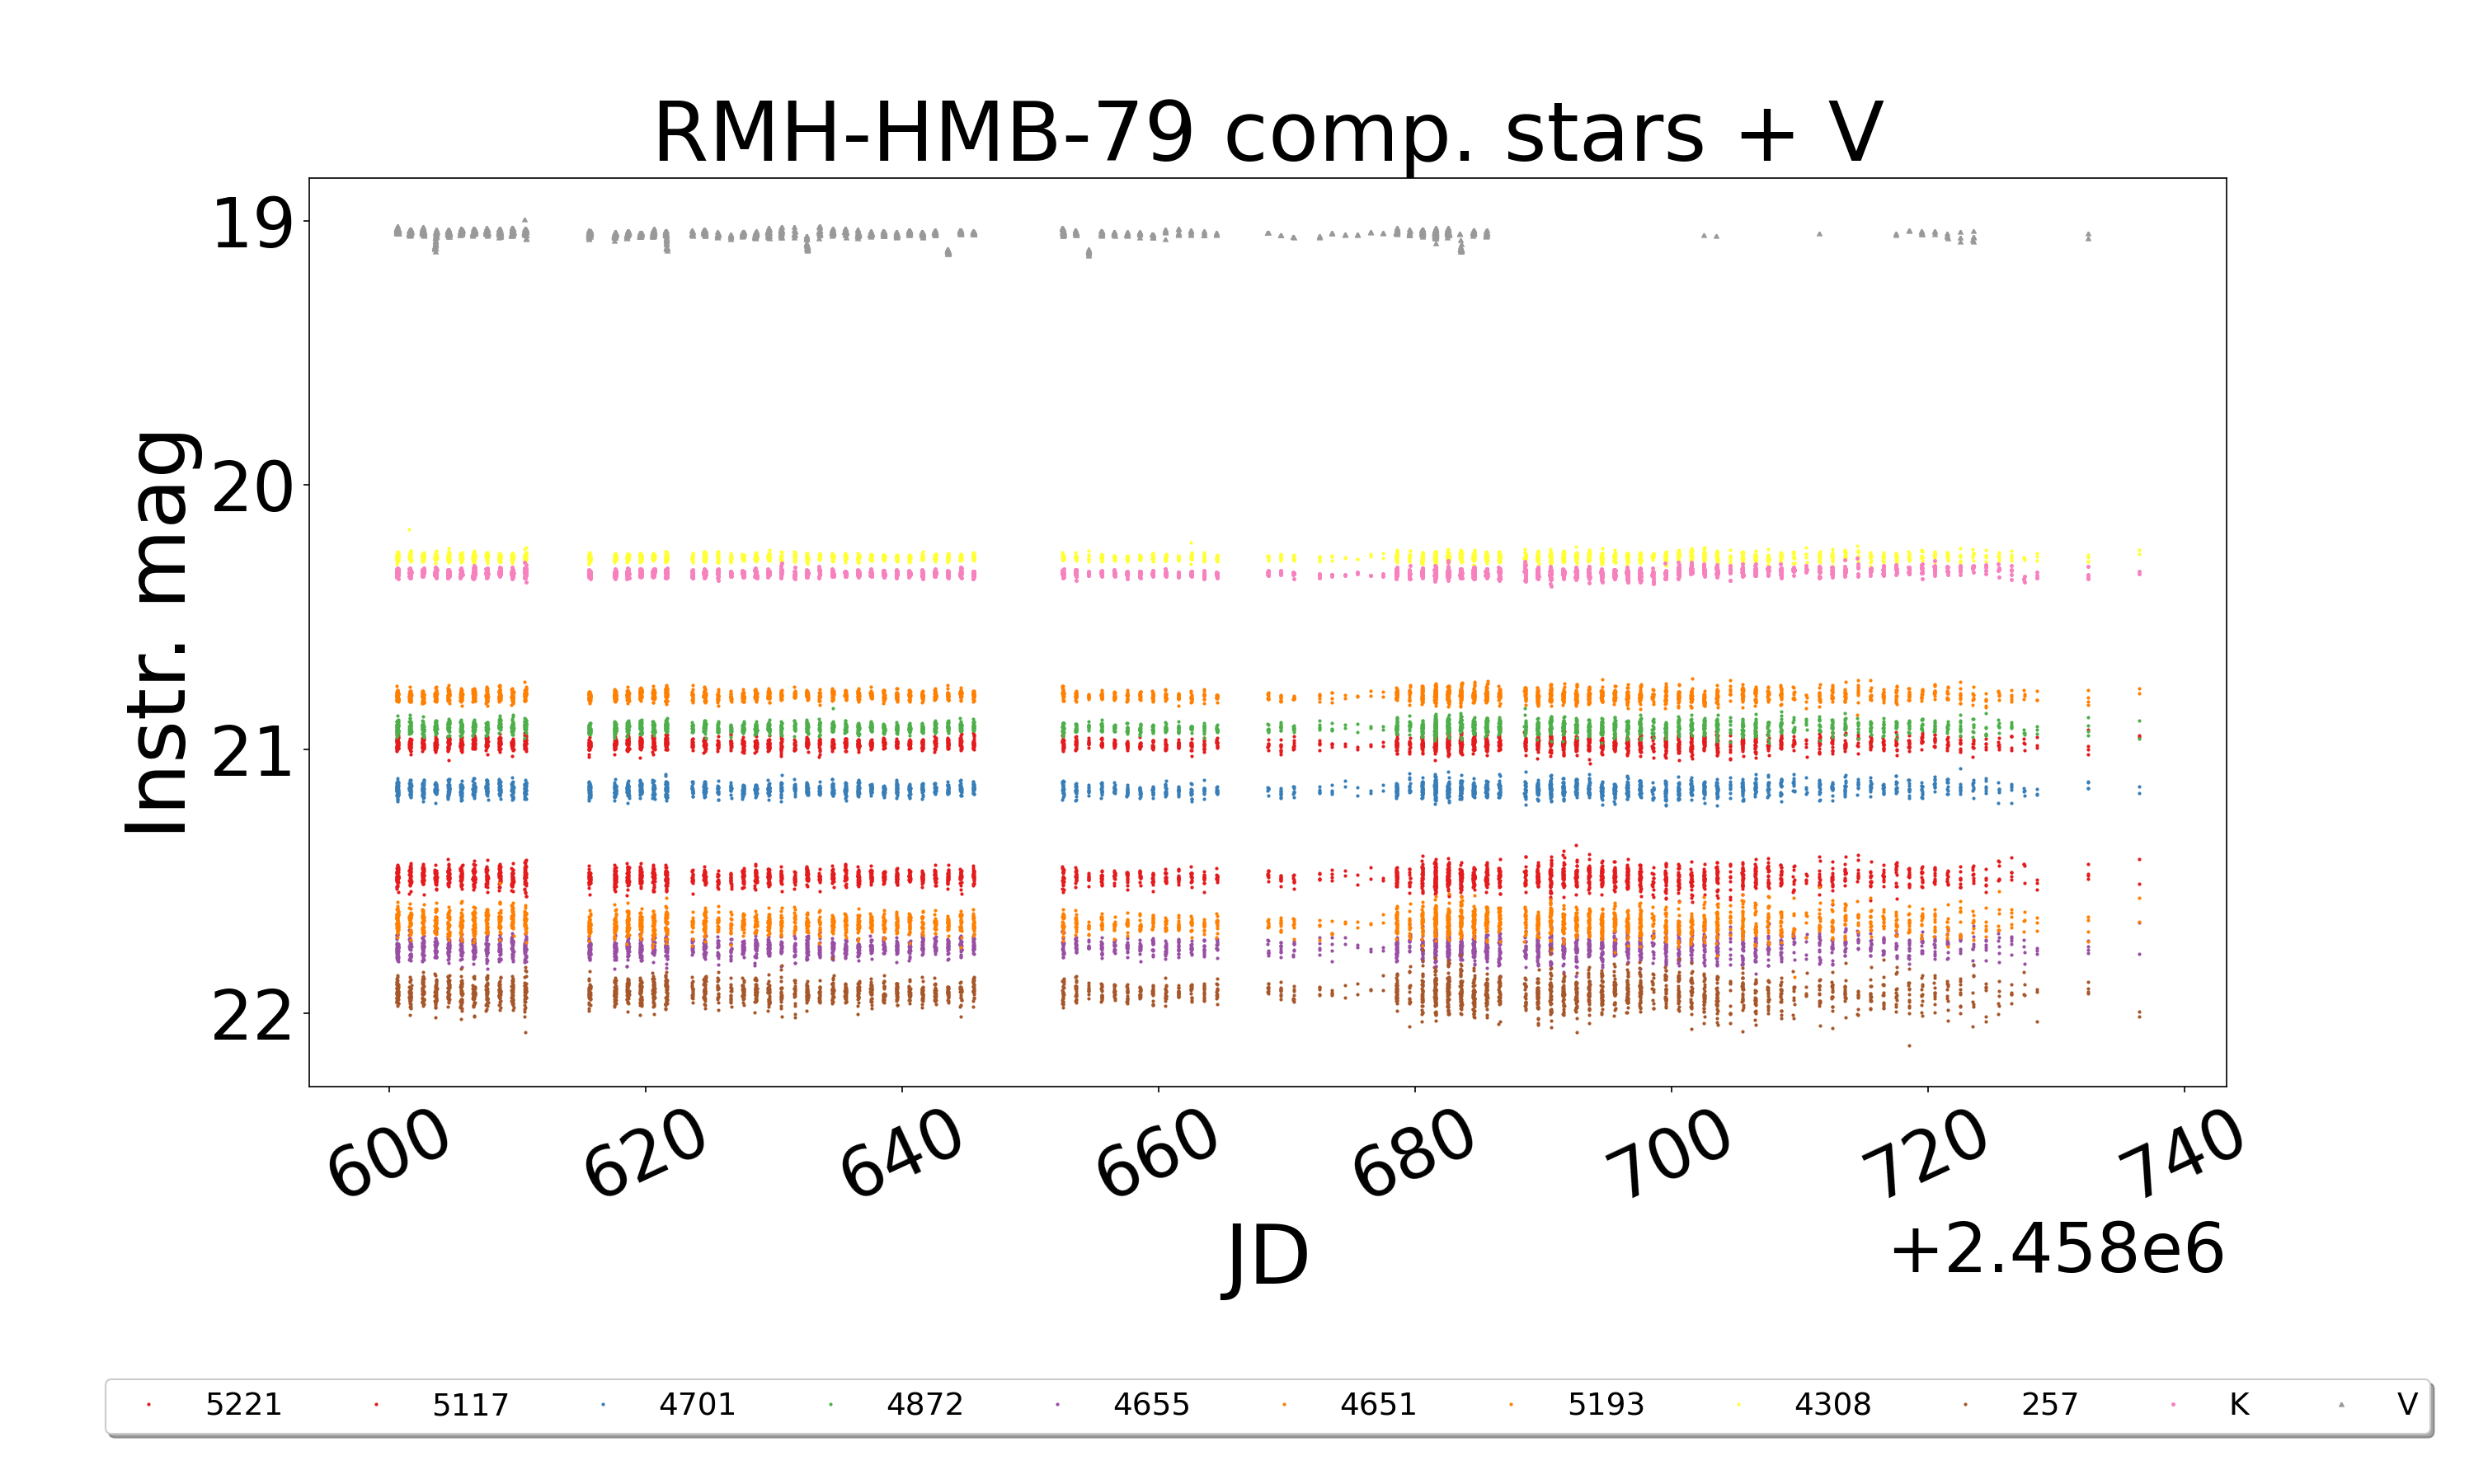 RMH-HMB-79 comp. stars + V
Instr. mag
19
20
21
22
600 620 640 660 680 700 720 740
JD
+2.458e6
5221 5117 4701 4872 4655 4651 5193 4308 257 K V